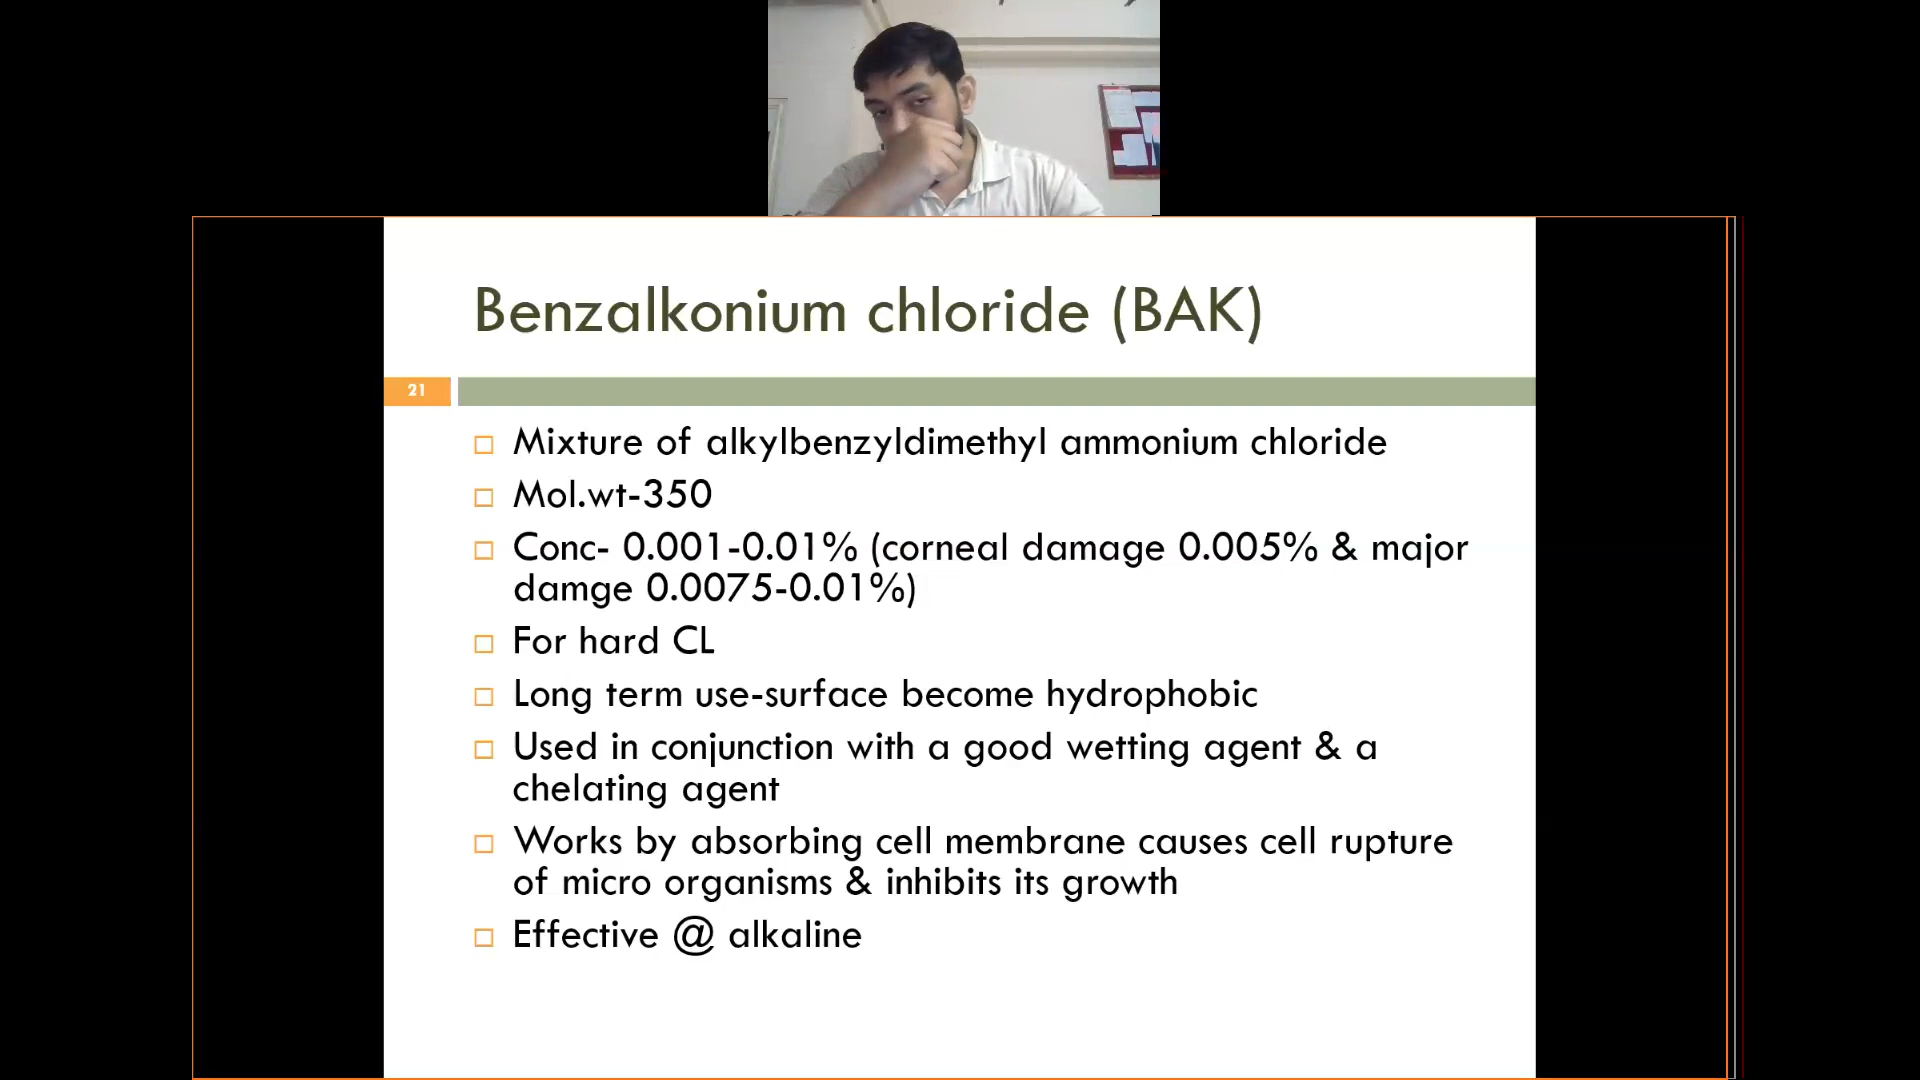 Benzalkonium chloride (BAK)
21
Mixture of alkylbenzyldimethyl ammonium chloride
Mol.wt-350
Conc- 0.001-0.01% (corneal damage 0.005% & major
damge 0.0075-0.01%)
For hard CL
Long term use-surface become hydrophobic
Used in conjunction with a good wetting agent & a
chelating agent
Works by absorbing cell membrane causes cell rupture
of micro organisms & inhibits its growth
Effective @ alkaline